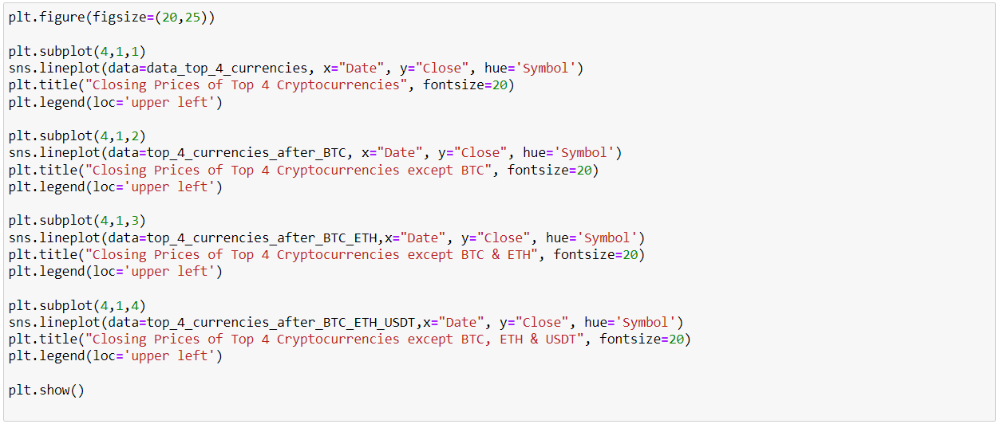 plt.figure(figsize=(20,25))
plt.subplot(4,1,1)
sns.lineplot(data=data_top_4_currencies, x="Date", y="Close", hue='Symbol')
plt.title("Closing Prices of Top 4 Cryptocurrencies", fontsize=20)
plt.legend(loc='upper left')
plt.subplot(4,1,2)
sns.lineplot(data=top_4_currencies_after_BTC, x="Date", y="Close", hue='Symbol')
plt.title("Closing Prices of Top 4 Cryptocurrencies except BTC", fontsize=20)
plt.legend(loc='upper left')
plt.subplot(4,1,3)
sns.lineplot(data=top_4_currencies_after_BTC_ETH,x="Date", y="Close", hue='Symbol')
plt.title("Closing Prices of Top 4 Cryptocurrencies except BTC & ETH", fontsize=20)
plt.legend(loc='upper left')
plt.subplot(4,1,4)
sns.lineplot(data=top_4_currencies_after_BTC_ETH_USDT,x="Date", y="Close", hue='Symbol')
plt.title("Closing Prices of Top 4 Cryptocurrencies except BTC, ETH & USDT", fontsize=20)
plt.legend(loc='upper left')
plt.show()